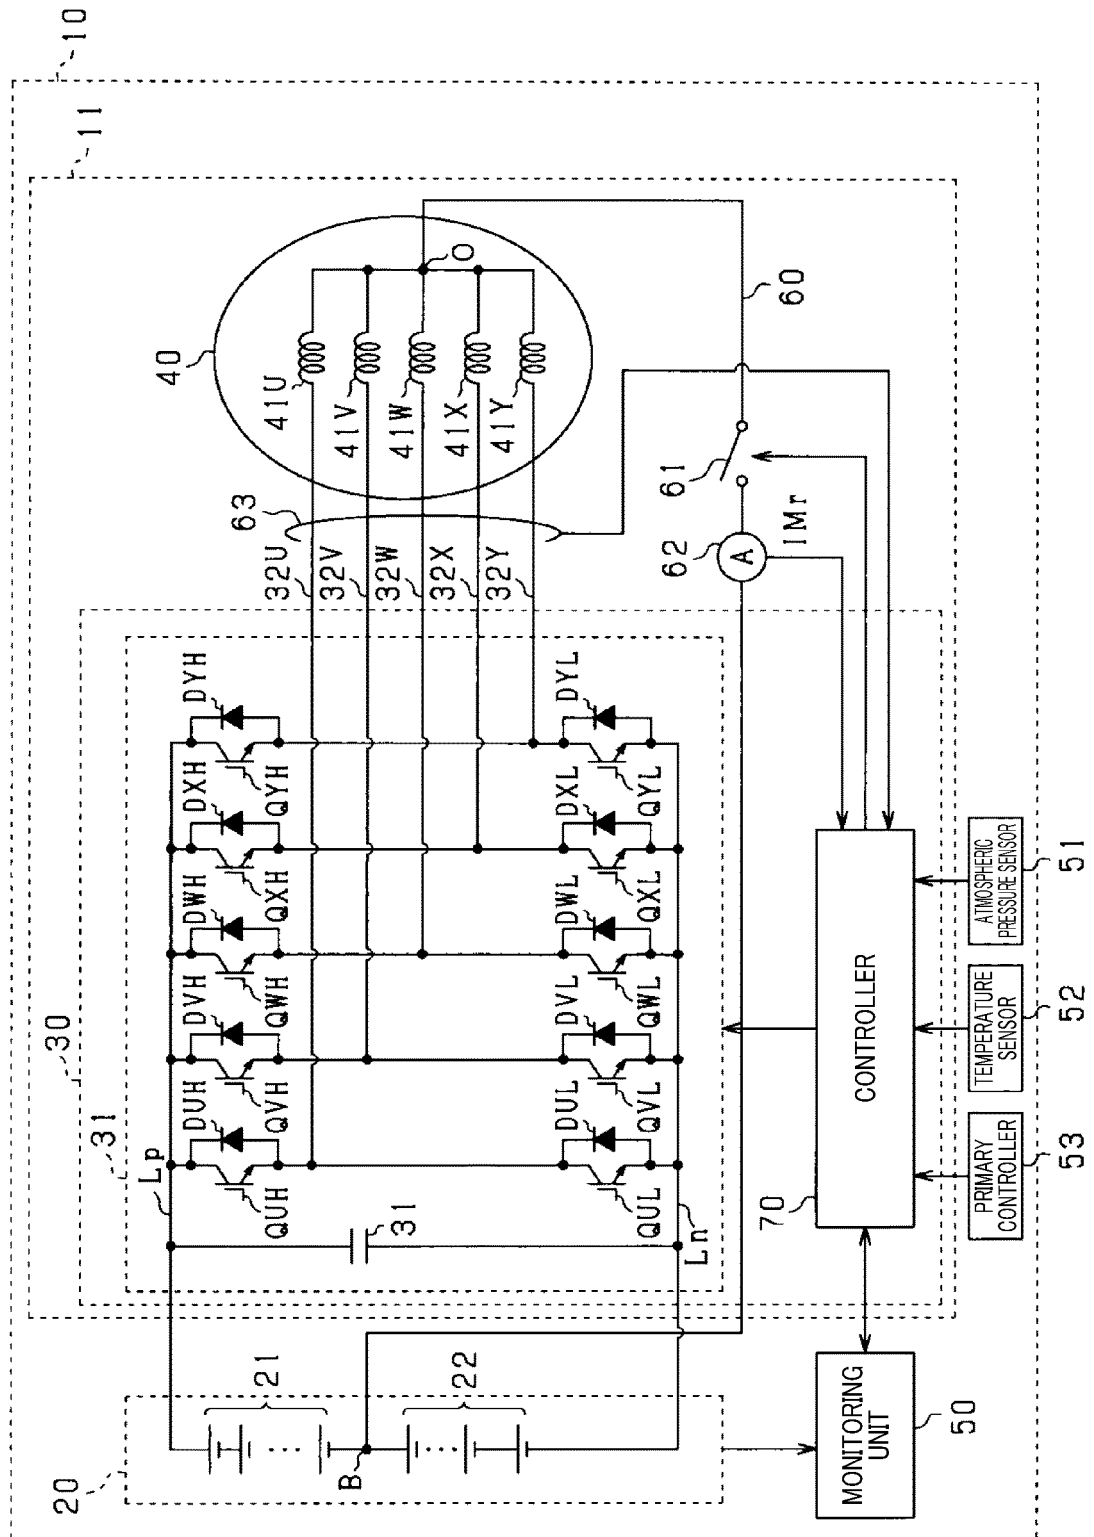 10
11
40
41U
41V
41W
41X
41Y
O
60
63
32U
32V
32W
32X
32Y
61
62
A
IMr
30
31
Lp
DUH
DVH
DWH
DXH
DYH
QUH
QVH
QWH
QXH
QYH
31
DUL
DVL
DWL
DXL
DYL
QUL
QVL
QWL
QXL
QYL
Ln
20
21
B
22
70
CONTROLLER
MONITORING
UNIT
50
PRIMARY
CONTROLLER
53
TEMPERATURE
SENSOR
52
ATMOSPHERIC
PRESSURE SENSOR
51